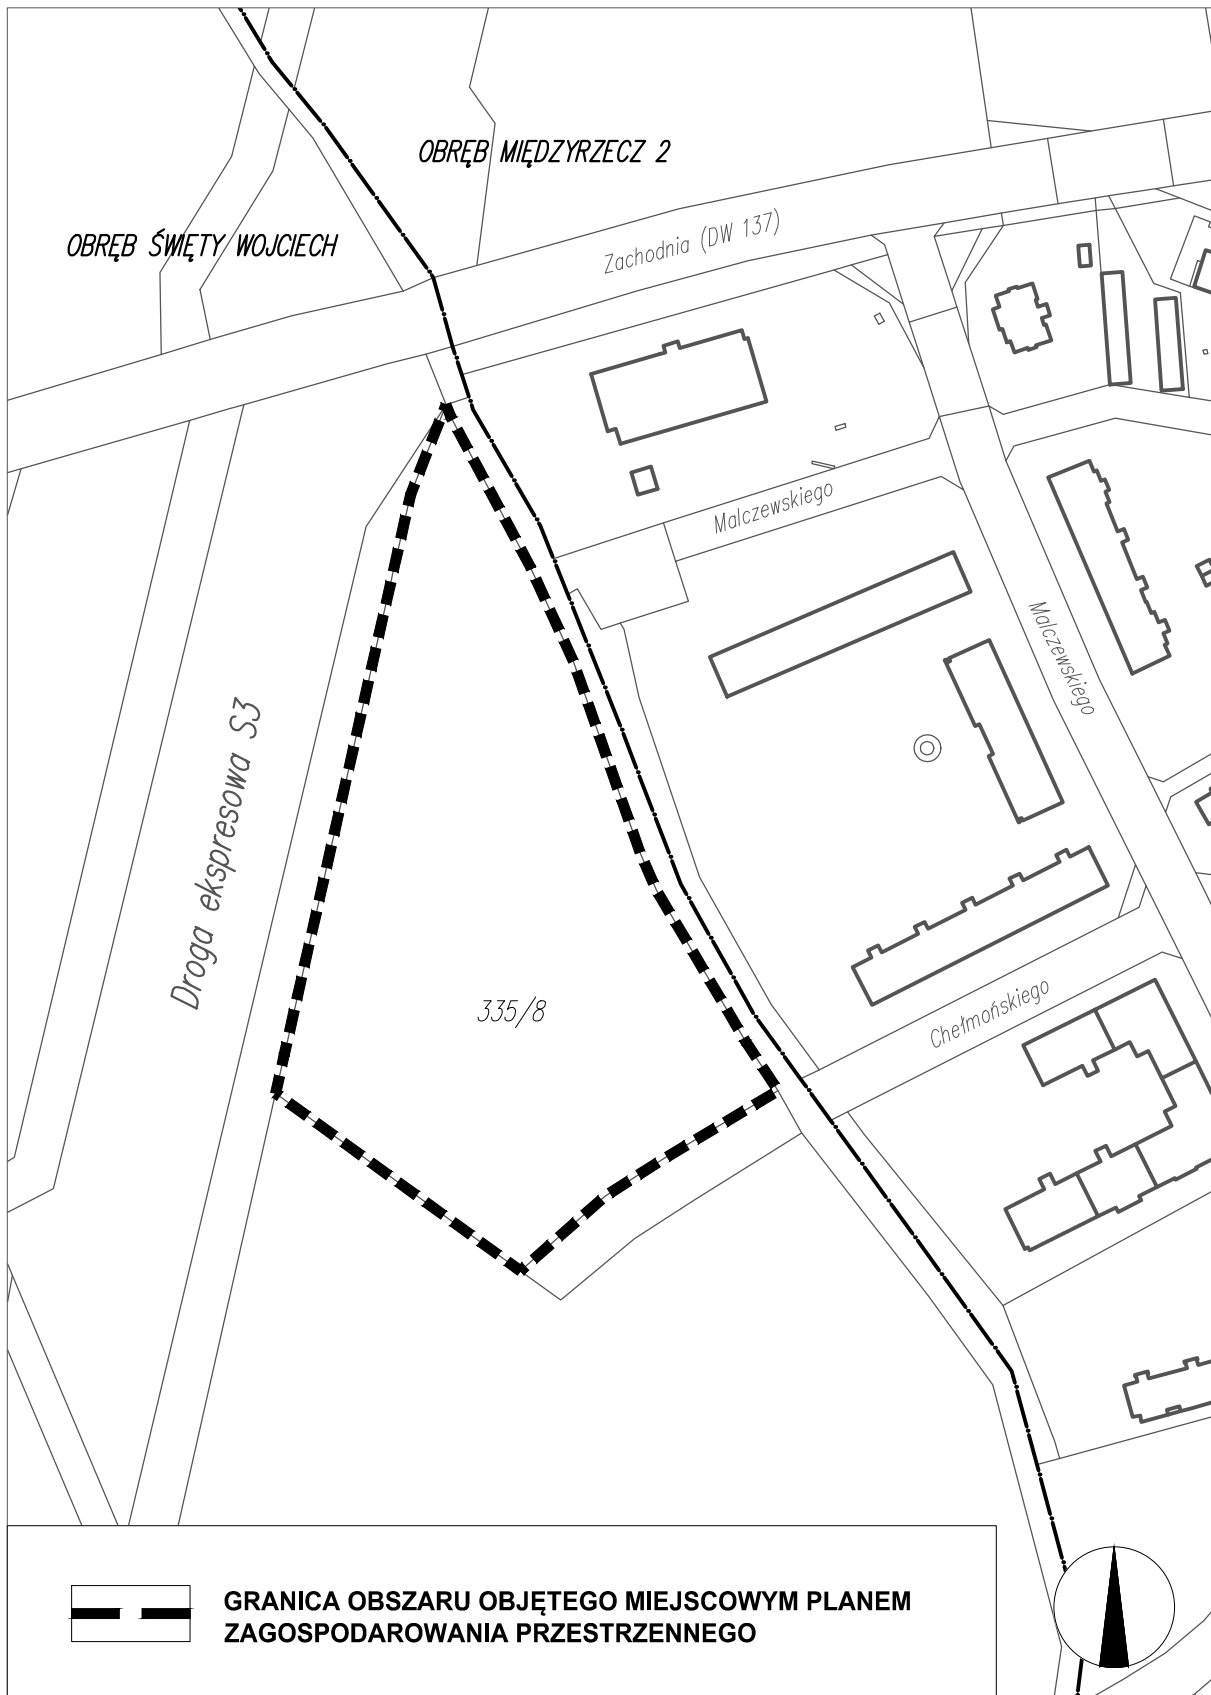 OBRĘB MIĘDZYRZECZ 2
OBRĘB ŚWIĘTY WOJCIECH
Zachodnia (DW 137)
Malczewskiego
Malczewskiego
Droga ekspresowa S3
335/8
Chełmońskiego
GRANICA OBSZARU OBJĘTEGO MIEJSCOWYM PLANEM
ZAGOSPODAROWANIA PRZESTRZENNEGO